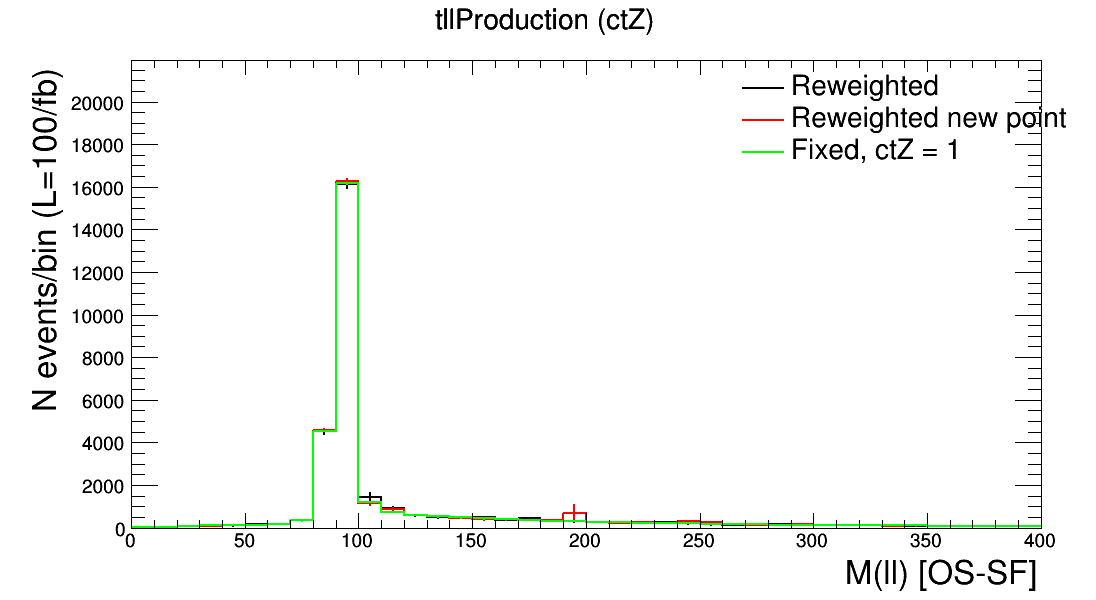 tllProduction (ctZ)
N events/bin (L=100/fb)
Reweighted
Reweighted new point
Fixed, ctZ = 1
20000
18000
16000
14000
12000
10000
8000
6000
4000
2000
0
0 50 100 150 200 250 300 350 400
M(ll) [OS-SF]